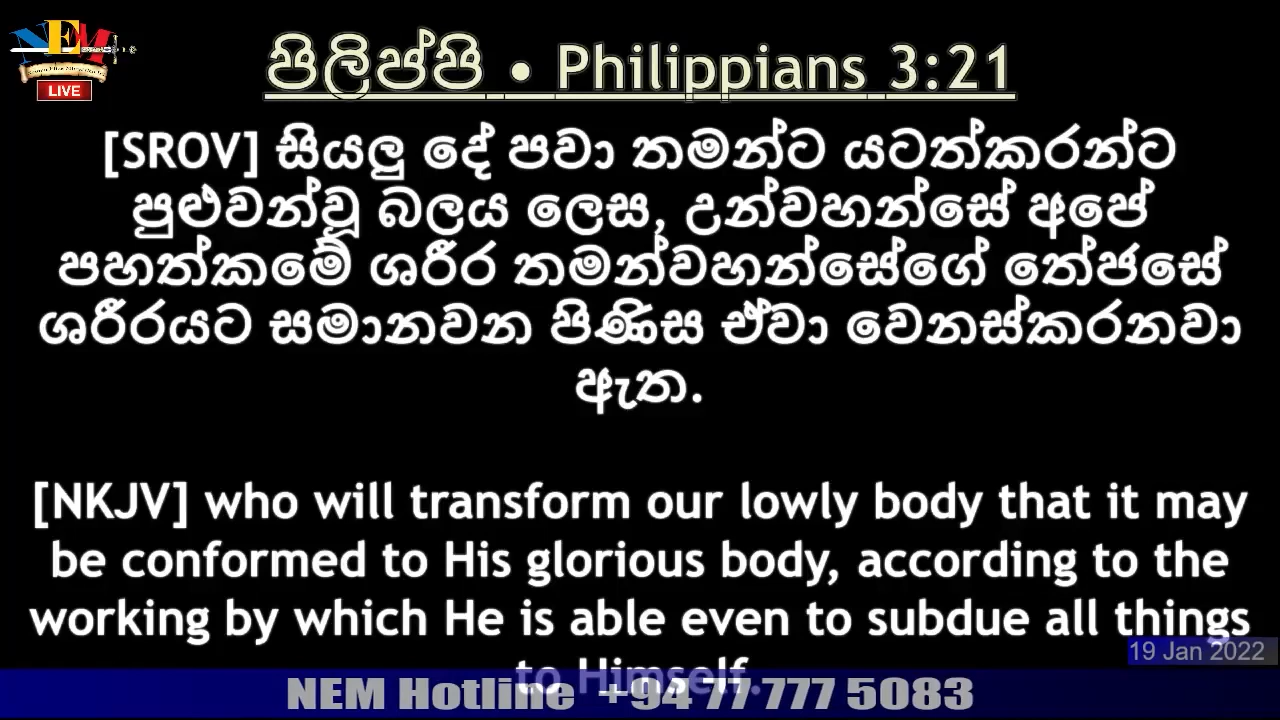 NEM
LIVE
පිලිප්පි • Philippians 3:21
[SROV] සියලු දේ පවා තමන්ට යටත්කරන්ට
පුළුවන්වූ බලය ලෙස, උන්වහන්සේ අපේ
පහත්කමේ ශරීර තමන්වහන්සේගේ තේජසේ
ශරීරයට සමානවන පිණිස ඒවා වෙනස්කරනවා
ඇත.
[NKJV] who will transform our lowly body that it may
be conformed to His glorious body, according to the
working by which He is able even to subdue all things
to Himself.
19 Jan 2022
NEM Hotline +94 77 777 5083